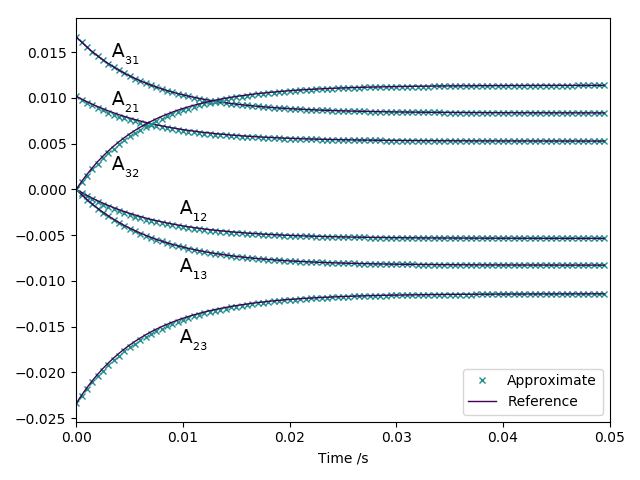 0.015
0.010
0.005
0.000
−0.005
−0.010
−0.015
−0.020
−0.025
A₃₁
A₂₁
A₃₂
A₁₂
A₁₃
A₂₃
Approximate
Reference
0.00 0.01 0.02 0.03 0.04 0.05
Time /s